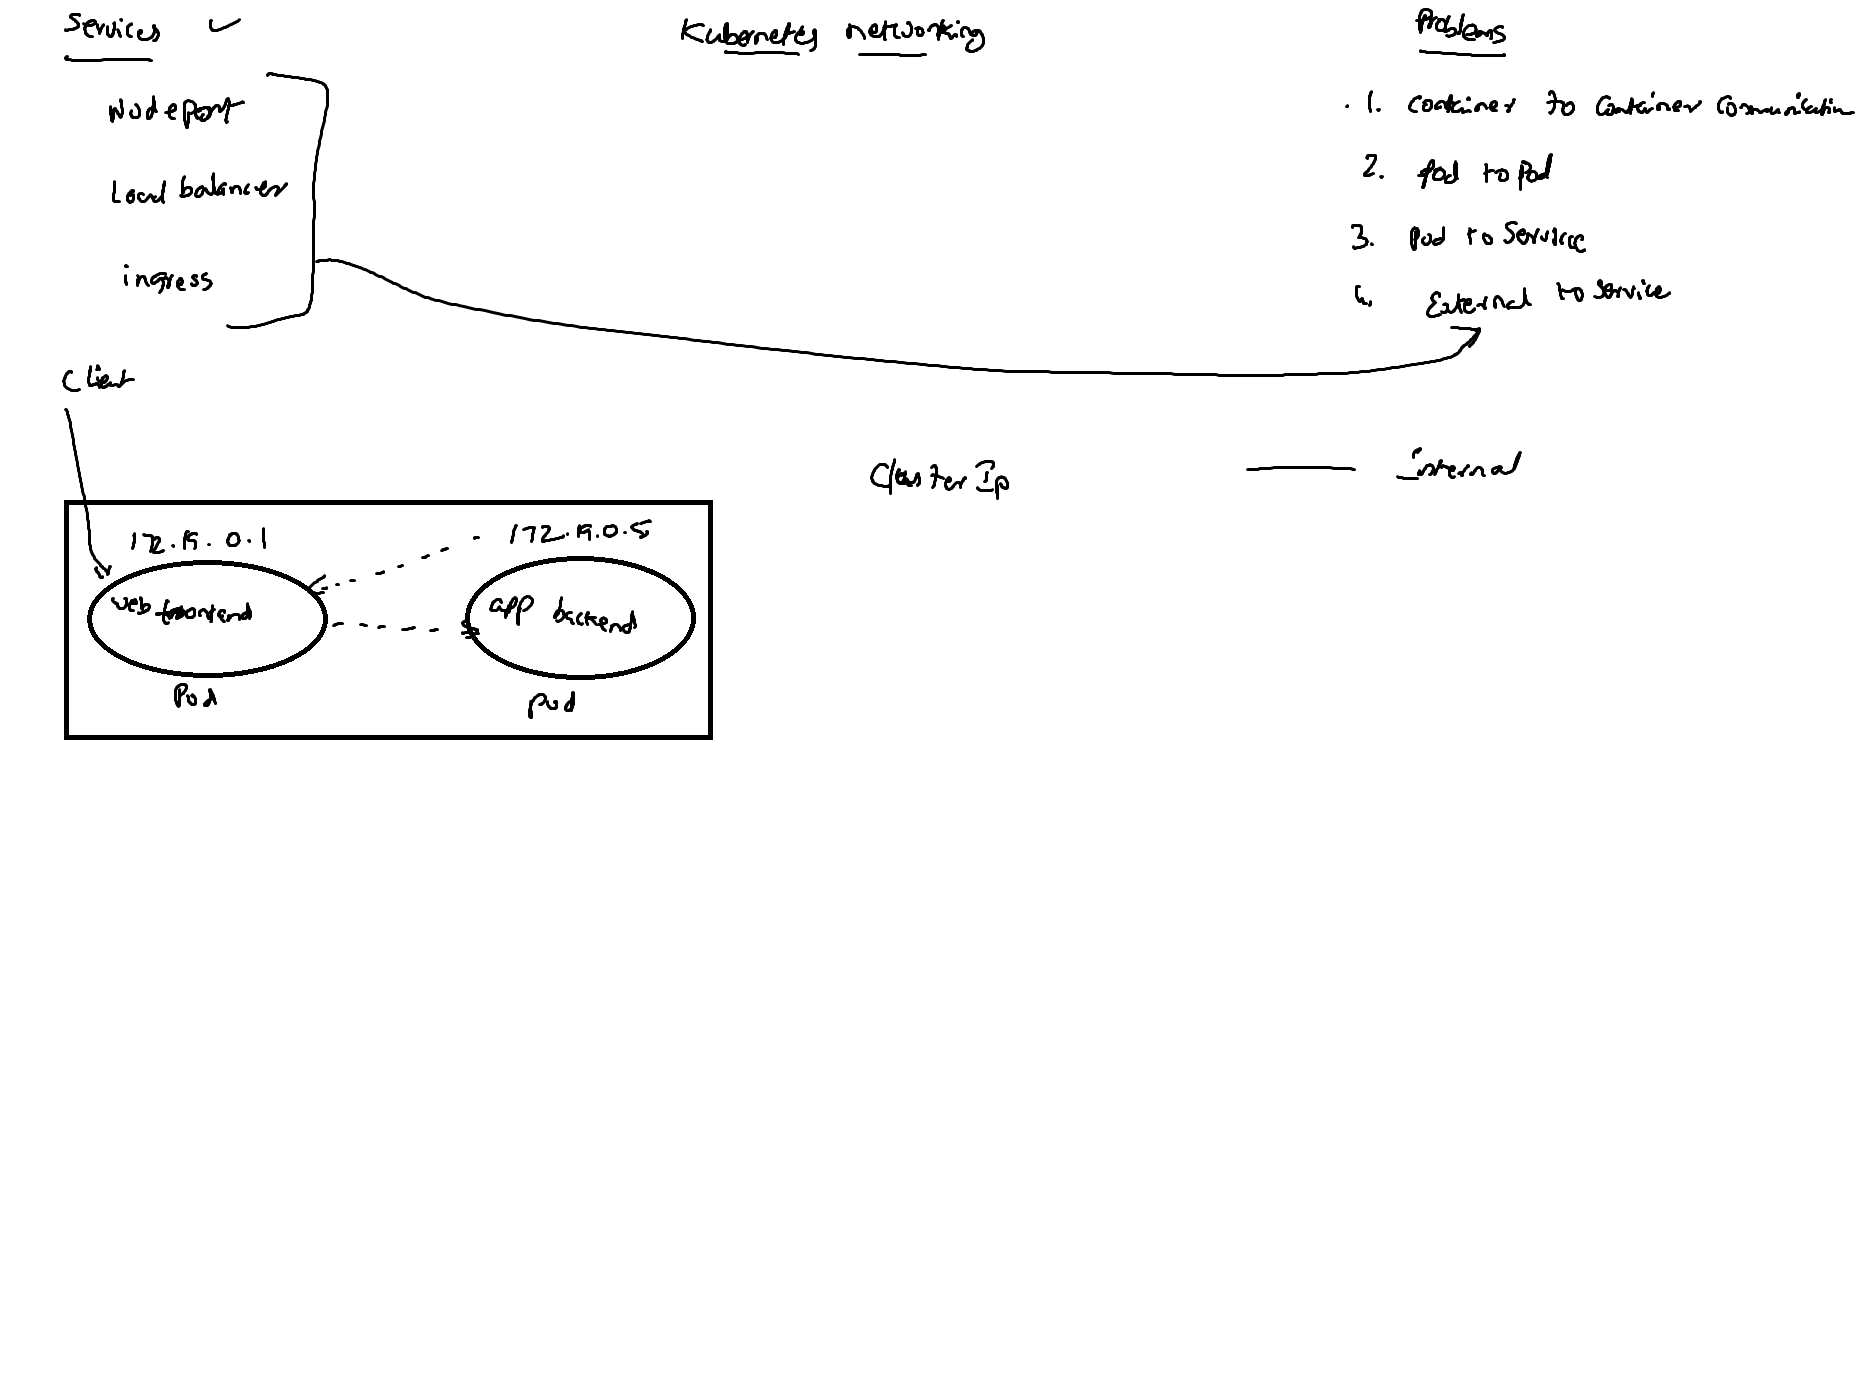 Services
Kubernetes networking
Problems
Nodeport
Load balancer
ingress
1. Container to Container Communication
2. Pod to Pod
3. Pod to Service
4. External to Service
Client
ClusterIp
Internal
172.19.0.1
172.19.0.5
web frontend
app backend
Pod
pod